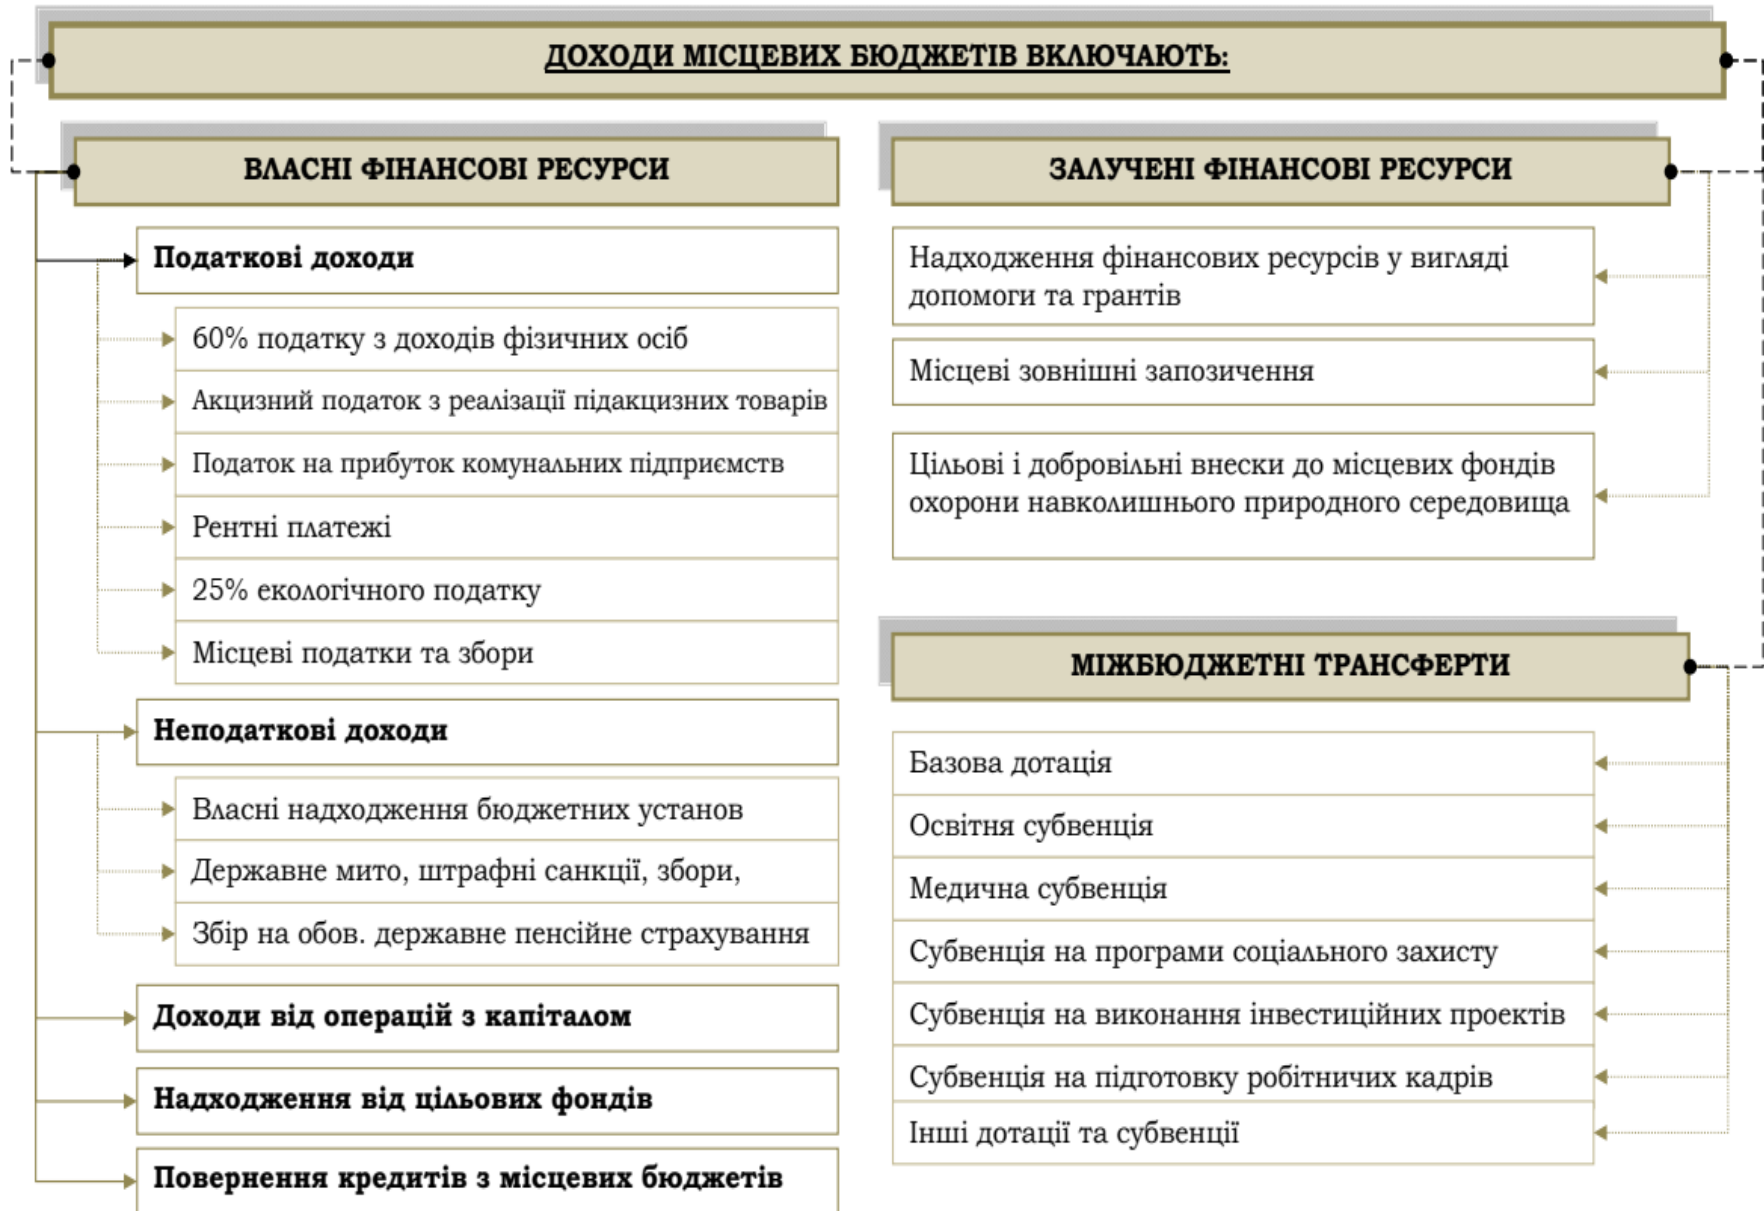 ДОХОДИ МІСЦЕВИХ БЮДЖЕТІВ ВКЛЮЧАЮТЬ:
ВЛАСНІ ФІНАНСОВІ РЕСУРСИ
Податкові доходи
60% податку з доходів фізичних осіб
Акцизний податок з реалізації підакцизних товарів
Податок на прибуток комунальних підприємств
Рентні платежі
25% екологічного податку
Місцеві податки та збори
Неподаткові доходи
Власні надходження бюджетних установ
Державне мито, штрафні санкції, збори,
Збір на обов. державне пенсійне страхування
Доходи від операцій з капіталом
Надходження від цільових фондів
Повернення кредитів з місцевих бюджетів
ЗАЛУЧЕНІ ФІНАНСОВІ РЕСУРСИ
Надходження фінансових ресурсів у вигляді
допомоги та грантів
Місцеві зовнішні запозичення
Цільові і добровільні внески до місцевих фондів
охорони навколишнього природного середовища
МІЖБЮДЖЕТНІ ТРАНСФЕРТИ
Базова дотація
Освітня субвенція
Медична субвенція
Субвенція на програми соціального захисту
Субвенція на виконання інвестиційних проектів
Субвенція на підготовку робітничих кадрів
Інші дотації та субвенції